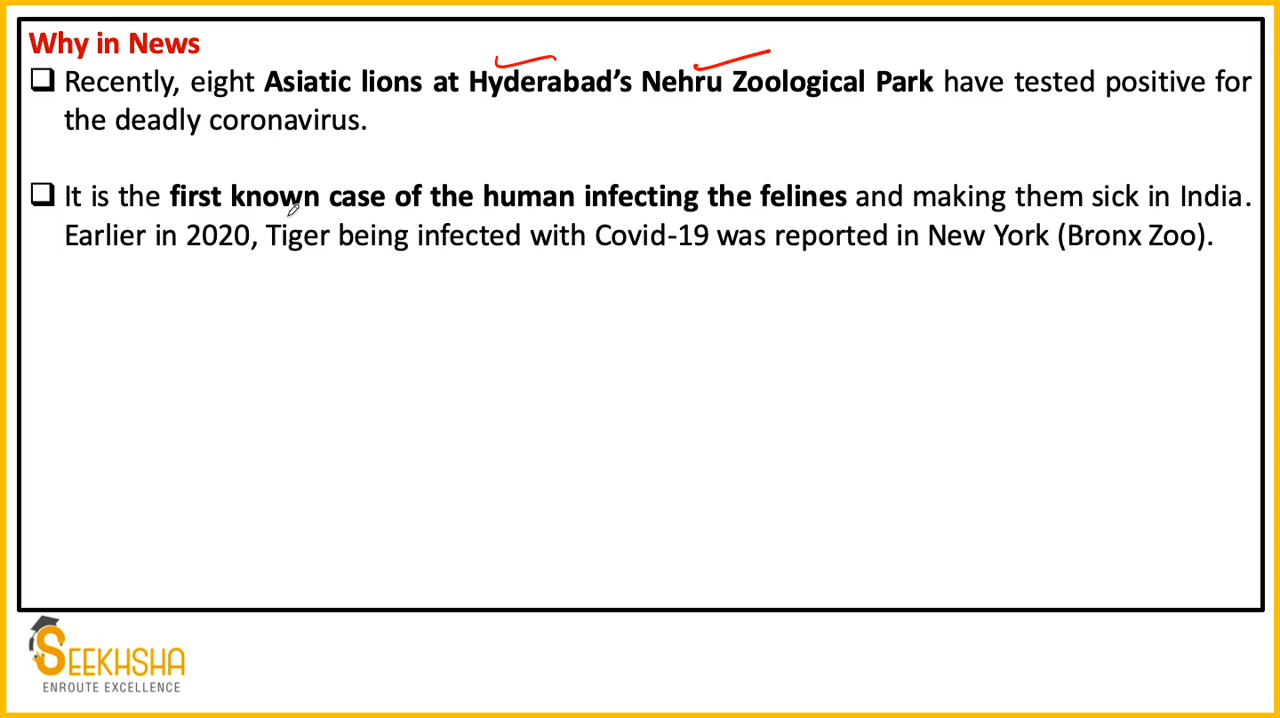 Why in News
❑ Recently, eight Asiatic lions at Hyderabad’s Nehru Zoological Park have tested positive for
the deadly coronavirus.
❑ It is the first known case of the human infecting the felines and making them sick in India.
Earlier in 2020, Tiger being infected with Covid-19 was reported in New York (Bronx Zoo).
SEEKHSHA
ENROUTE EXCELLENCE